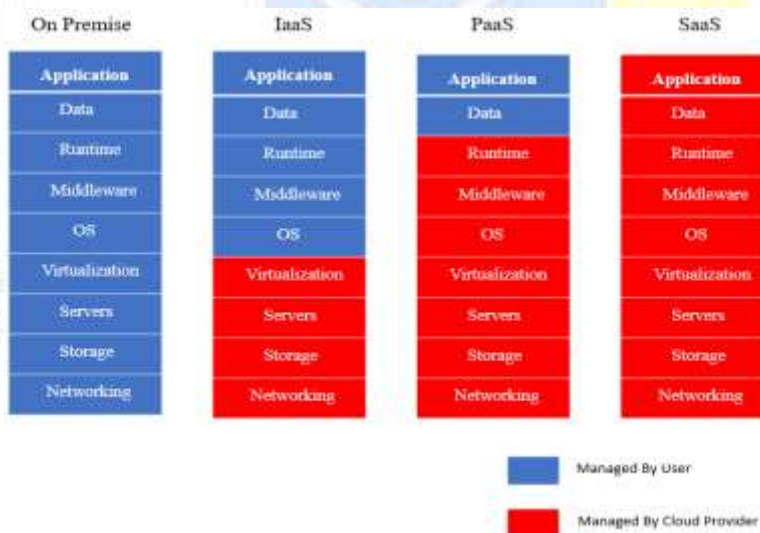 On Premise
Application
Data
Runtime
Middleware
OS
Virtualization
Servers
Storage
Networking
IaaS
Application
Data
Runtime
Middleware
OS
Virtualization
Servers
Storage
Networking
PaaS
Application
Data
Runtime
Middleware
OS
Virtualization
Servers
Storage
Networking
SaaS
Application
Data
Runtime
Middleware
OS
Virtualization
Servers
Storage
Networking
Managed By User
Managed By Cloud Provider